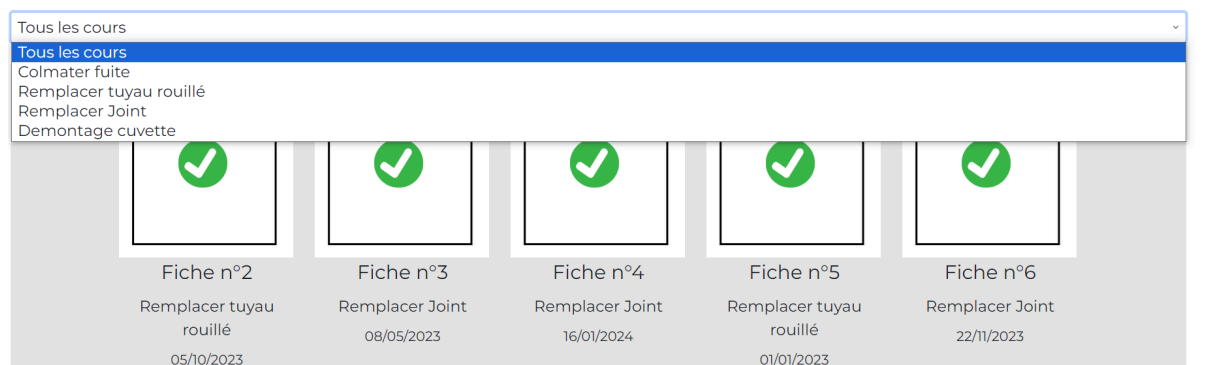 Tous les cours
Tous les cours
Colmater fuite
Remplacer tuyau rouillé
Remplacer Joint
Demontage cuvette
Fiche n°2
Remplacer tuyau
rouillé
05/10/2023
Fiche n°3
Remplacer Joint
08/05/2023
Fiche n°4
Remplacer Joint
16/01/2024
Fiche n°5
Remplacer tuyau
rouillé
01/01/2023
Fiche n°6
Remplacer Joint
22/11/2023